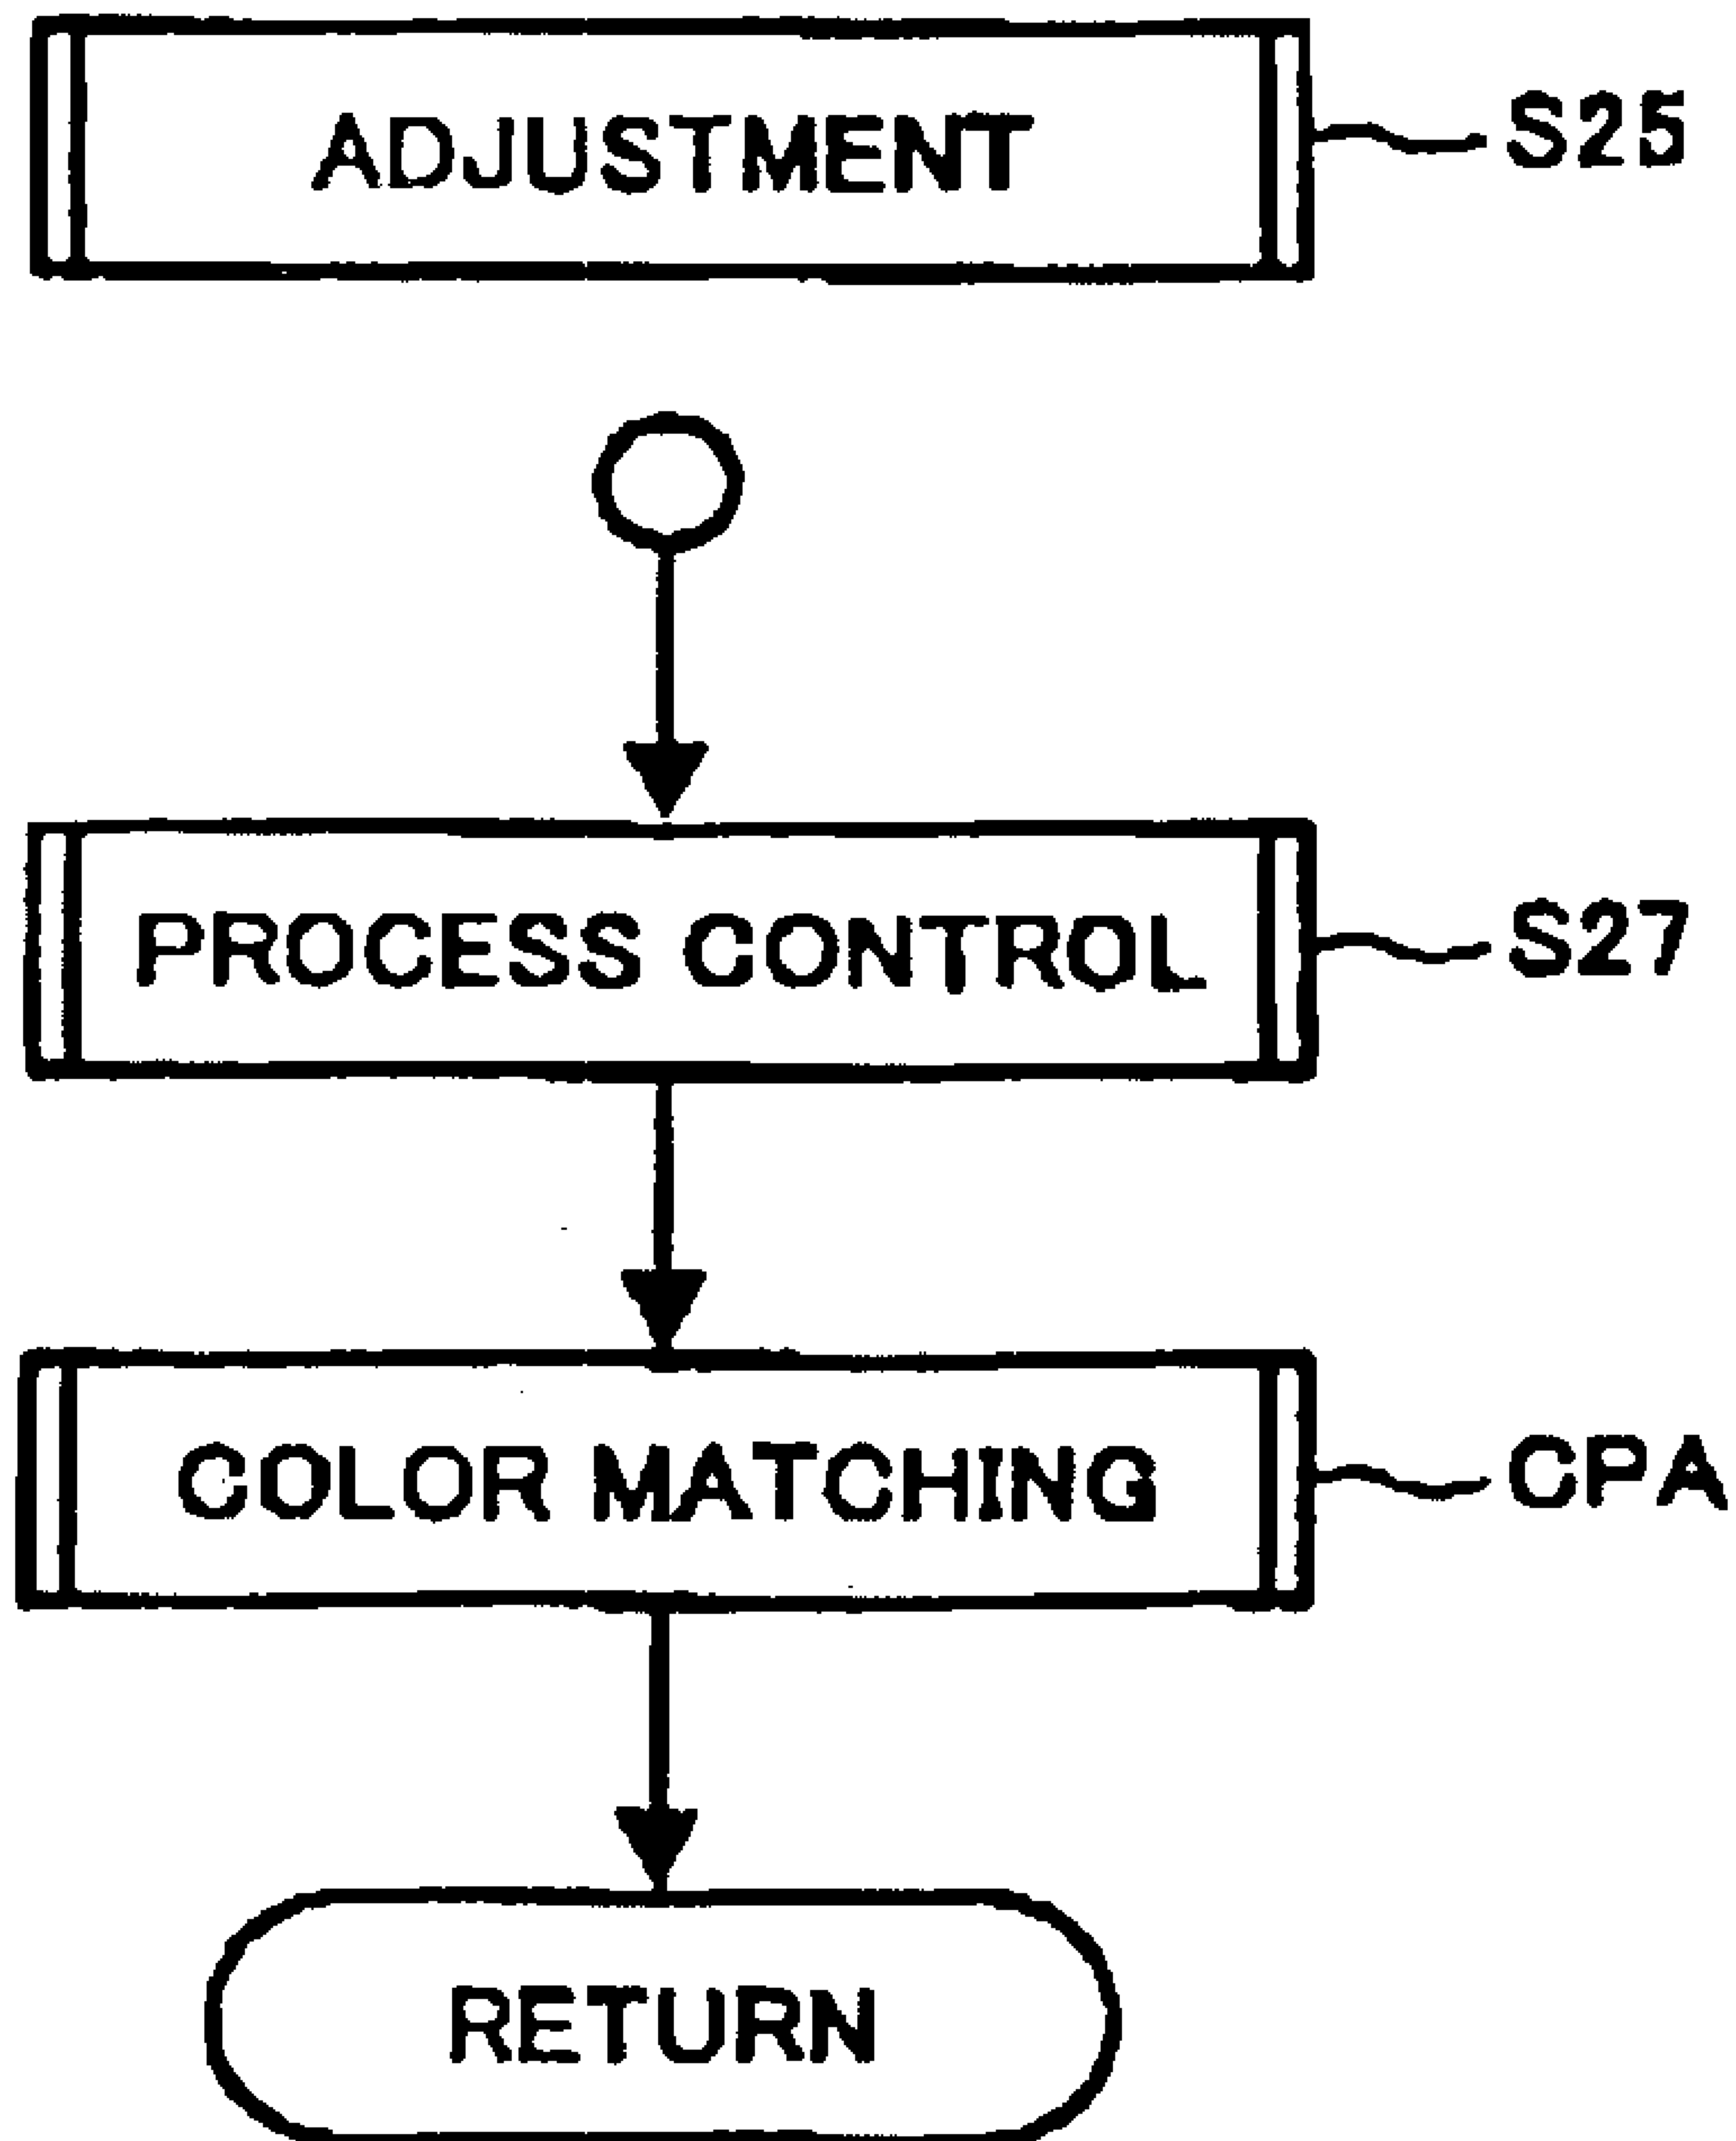 ADJUSTMENT S25
PROCESS CONTROL S27
COLOR MATCHING CPA
RETURN